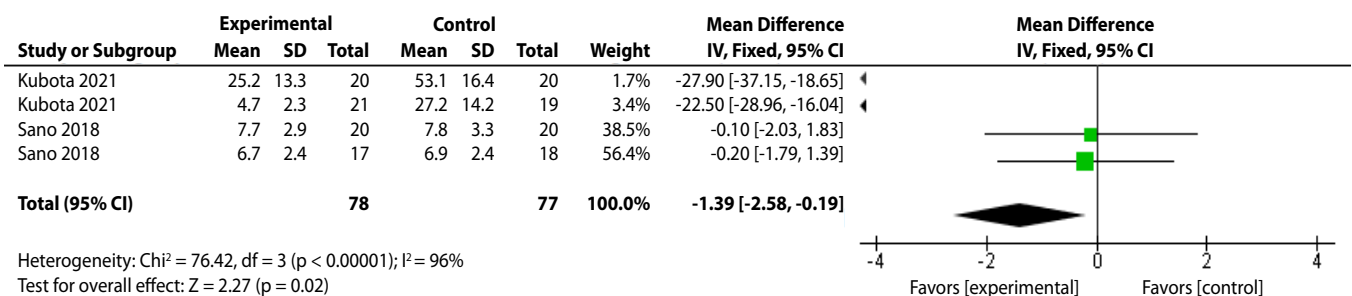 Experimental Control Mean Difference Mean Difference
Study or Subgroup Mean SD Total Mean SD Total Weight IV, Fixed, 95% CI IV, Fixed, 95% CI
Kubota 2021 25.2 13.3 20 53.1 16.4 20 1.7% -27.90 [-37.15, -18.65]
Kubota 2021 4.7 2.3 21 27.2 14.2 19 3.4% -22.50 [-28.96, -16.04]
Sano 2018 7.7 2.9 20 7.8 3.3 20 38.5% -0.10 [-2.03, 1.83]
Sano 2018 6.7 2.4 17 6.9 2.4 18 56.4% -0.20 [-1.79, 1.39]
Total (95% CI) 78 77 100.0% -1.39 [-2.58, -0.19]
Heterogeneity: Chi² = 76.42, df = 3 (p < 0.00001); I² = 96%
Test for overall effect: Z = 2.27 (p = 0.02)
-4 -2 0 2 4
Favors [experimental] Favors [control]